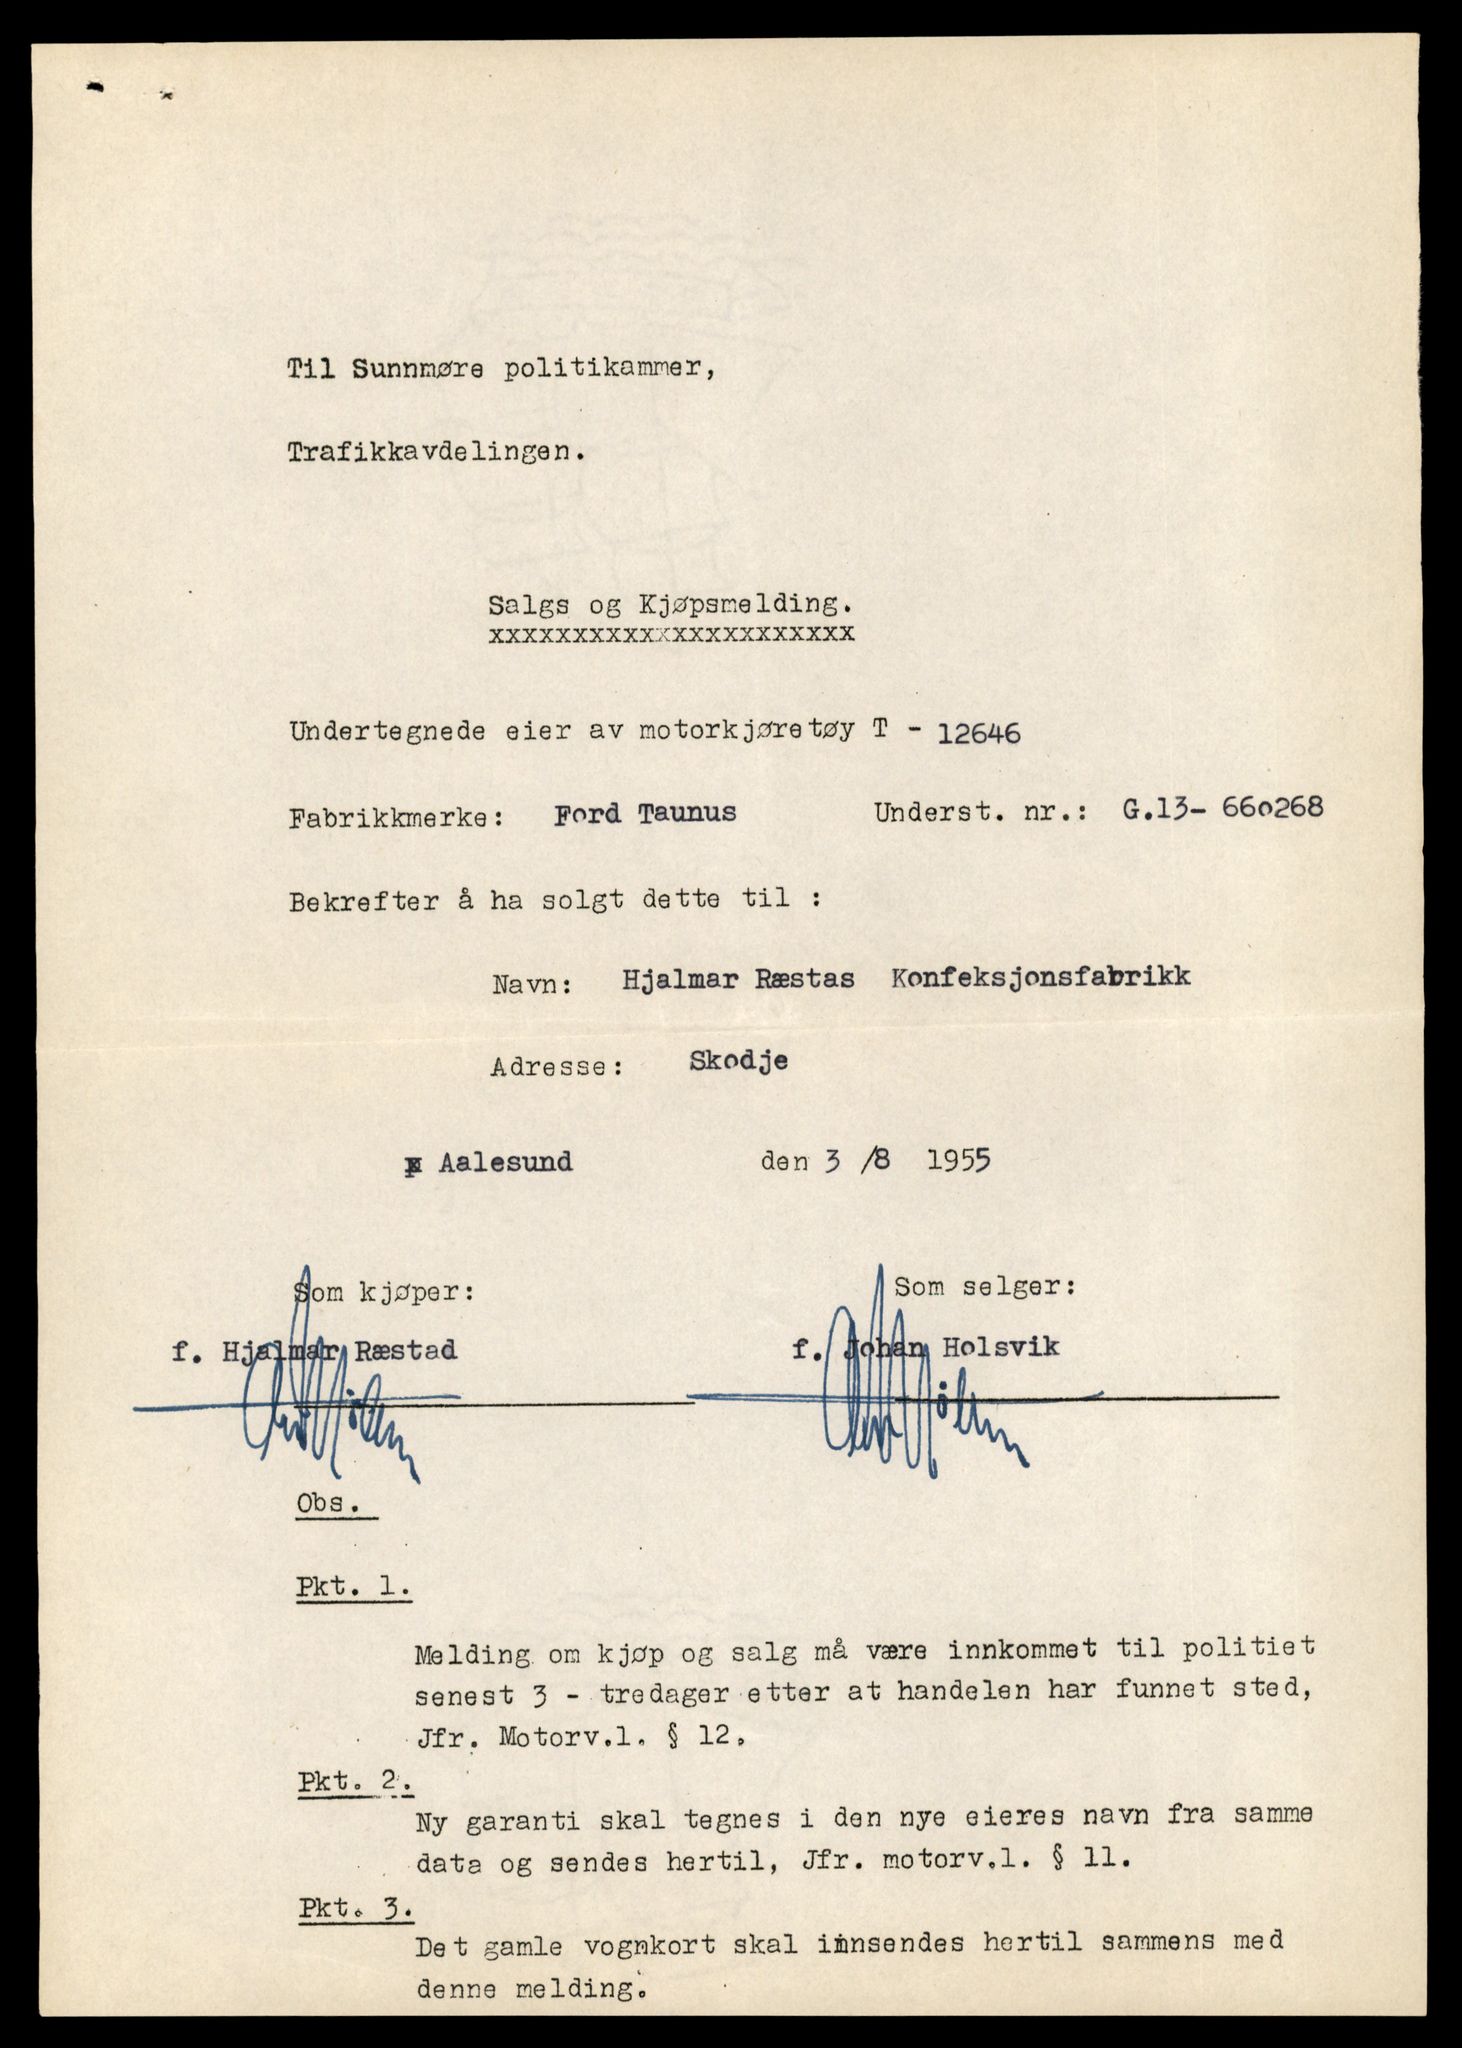 Til Sunnmøre politikammer,
Trafikkavdelingen.
Salgs og Kjøpsmelding.
xxxxxxxxxxxxxxxxxxxxxx
Undertegnede eier av motorkjøretøy T - 12646
Fabrikkmerke: Ford Taunus Underst. nr.: G.13- 660268
Bekrefter å ha solgt dette til :
Navn: Hjalmar Ræstas Konfeksjonsfabrikk
Adresse: Skodje
Aalesund den 3 /8 1955
Som kjøper: Som selger:
f. Hjalmar Ræstad f. Johan Holsvik
Obs.
Pkt. 1.
Melding om kjøp og salg må være innkommet til politiet
senest 3 - tredager etter at handelen har funnet sted,
Jfr. Motorv.l. § 12.
Pkt. 2.
Ny garanti skal tegnes i den nye eieres navn fra samme
data og sendes hertil, Jfr. motorv.l. § 11.
Pkt. 3.
Det gamle vognkort skal innsendes hertil sammens med
denne melding.